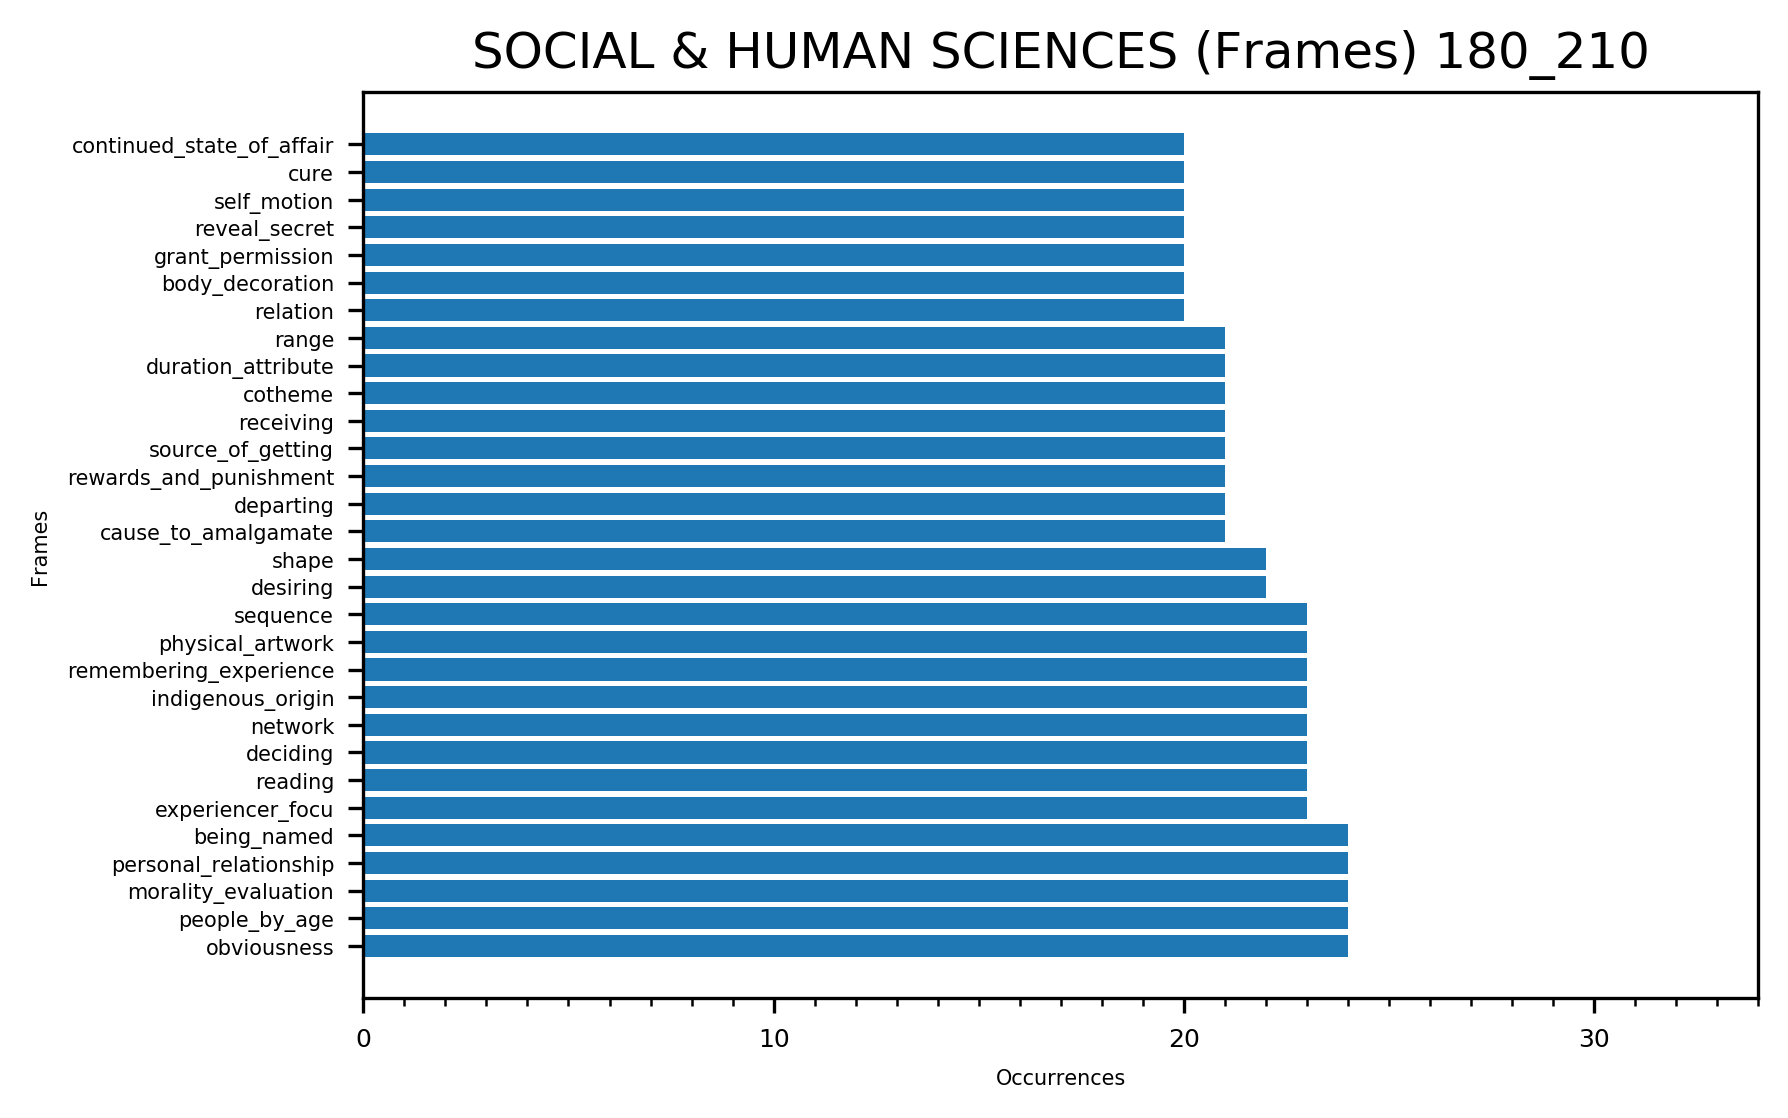 SOCIAL & HUMAN SCIENCES (Frames) 180_210
continued_state_of_affair
cure
self_motion
reveal_secret
grant_permission
body_decoration
relation
range
duration_attribute
cotheme
receiving
source_of_getting
rewards_and_punishment
departing
cause_to_amalgamate
shape
desiring
sequence
physical_artwork
remembering_experience
indigenous_origin
network
deciding
reading
experiencer_focu
being_named
personal_relationship
morality_evaluation
people_by_age
obviousness
Frames
0 10 20 30
Occurrences